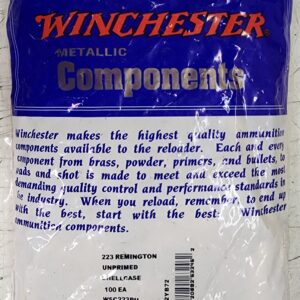 WINCHESTER®
METALLIC
Components
Winchester makes the highest quality ammunition
components available to the reloader. Each and every
component from brass, powder, primers, and bullets, to
wads and shot is made to meet and exceed the most
demanding quality control and performance standards in
the industry. When you reload, remember to end up
with the best, start with the best. Winchester
ammunition components.
223 REMINGTON
UNPRIMED
SHELLCASE
100 EA